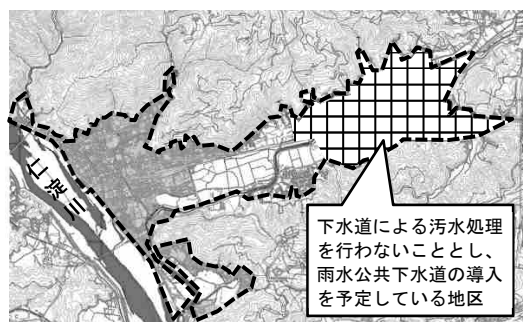 仁淀川
下水道による汚水処理
を行わないこととし、
雨水公共下水道の導入
を予定している地区